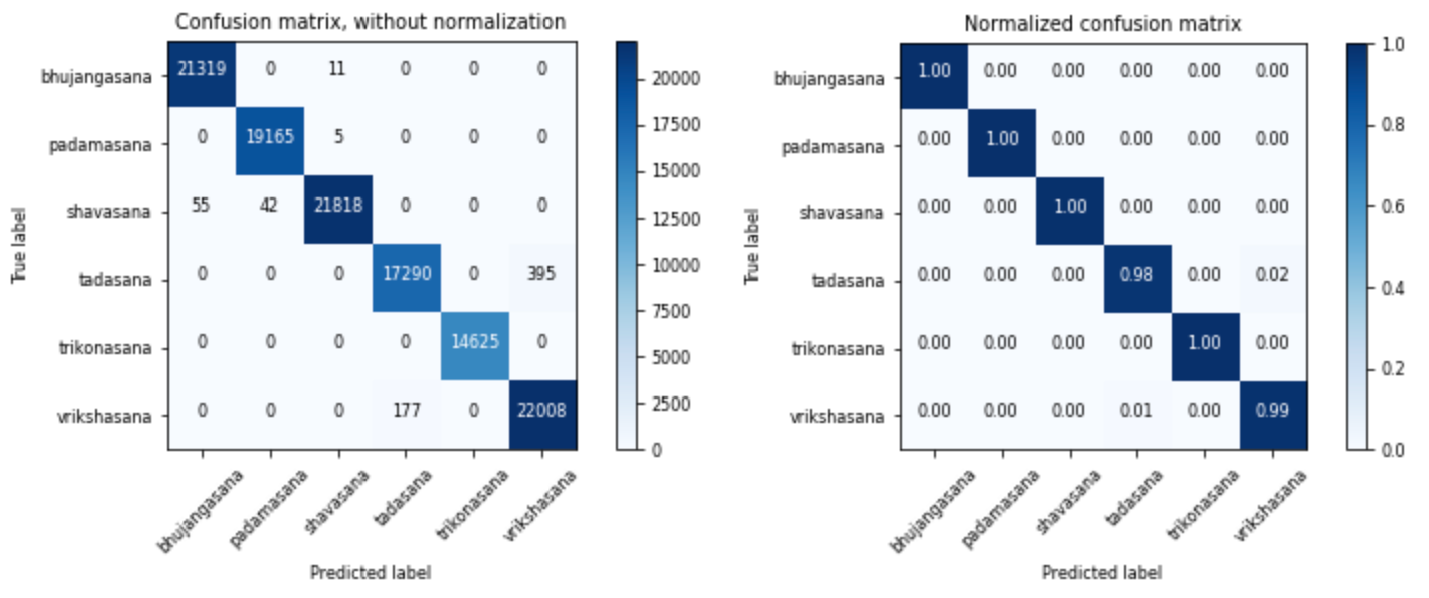 Confusion matrix, without normalization
True label
bhujangasana 21319 0 11 0 0 0
padamasana 0 19165 5 0 0 0
shavasana 55 42 21818 0 0 0
tadasana 0 0 0 17290 0 395
trikonasana 0 0 0 0 14625 0
vrikshasana 0 0 0 177 0 22008
bhujangasana padamasana shavasana tadasana trikonasana vrikshasana
Predicted label
20000
17500
15000
12500
10000
7500
5000
2500
0
Normalized confusion matrix
True label
bhujangasana 1.00 0.00 0.00 0.00 0.00 0.00
padamasana 0.00 1.00 0.00 0.00 0.00 0.00
shavasana 0.00 0.00 1.00 0.00 0.00 0.00
tadasana 0.00 0.00 0.00 0.98 0.00 0.02
trikonasana 0.00 0.00 0.00 0.00 1.00 0.00
vrikshasana 0.00 0.00 0.00 0.01 0.00 0.99
bhujangasana padamasana shavasana tadasana trikonasana vrikshasana
Predicted label
1.0
0.8
0.6
0.4
0.2
0.0